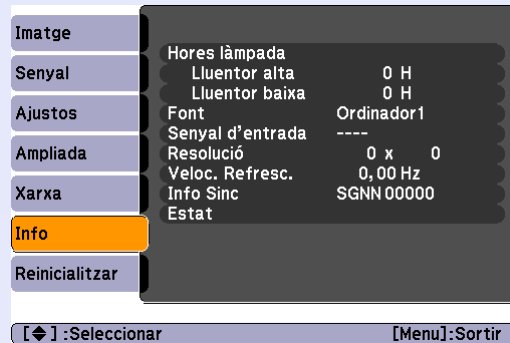 Imatge
Senyal
Ajustos
Ampliada
Xarxa
Info
Reinicialitzar
Hores làmpada
Lluentor alta 0 H
Lluentor baixa 0 H
Font Ordinador1
Senyal d'entrada ----
Resolució 0 x 0
Veloc. Refresc. 0,00 Hz
Info Sinc SGNN 00000
Estat
[◆] :Seleccionar [Menu]:Sortir